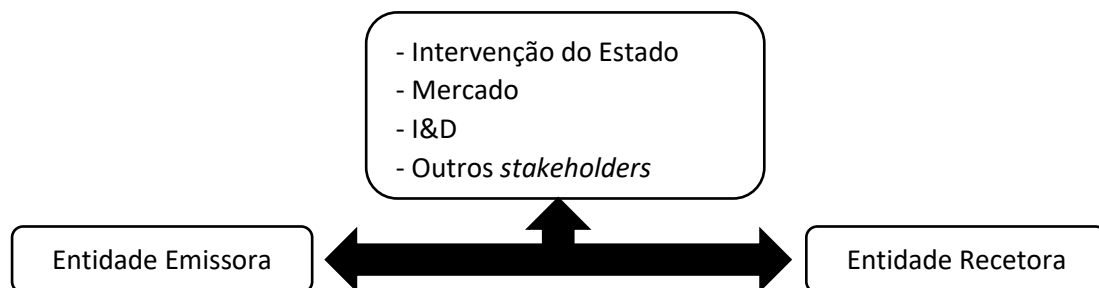 - Intervenção do Estado
- Mercado
- I&D
- Outros stakeholders
Entidade Emissora
Entidade Recetora